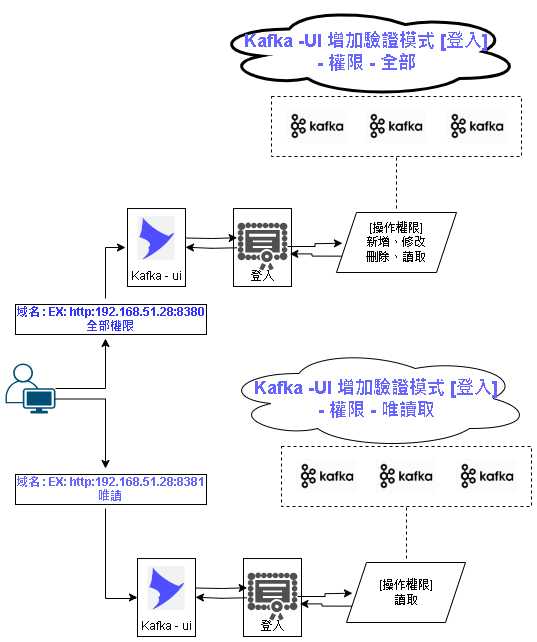 Kafka -UI 增加驗證模式 [登入]
- 權限 - 全部
kafka
kafka
kafka
[操作權限]
新增、修改
刪除、讀取
Kafka - ui
登入
域名: EX: http:192.168.51.28:8380
全部權限
Kafka -UI 增加驗證模式 [登入]
- 權限 - 唯讀取
kafka
kafka
kafka
域名: EX: http:192.168.51.28:8381
唯讀
[操作權限]
讀取
Kafka - ui
登入